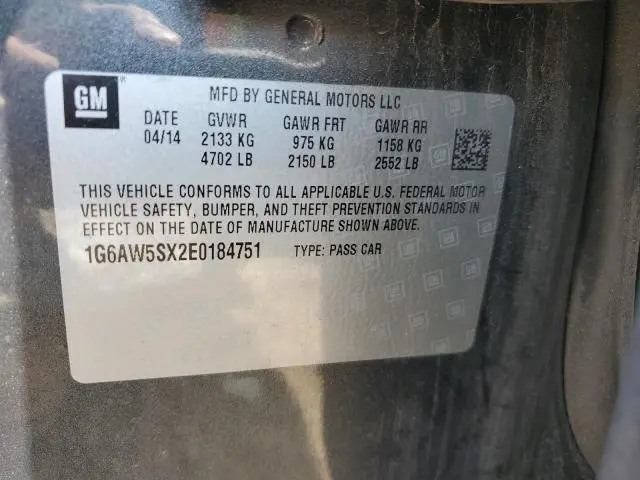 GM
MFD BY GENERAL MOTORS LLC
DATE GVWR GAWR FRT GAWR RR
04/14 2133 KG 975 KG 1158 KG
4702 LB 2150 LB 2552 LB
THIS VEHICLE CONFORMS TO ALL APPLICABLE U.S. FEDERAL MOTOR
VEHICLE SAFETY, BUMPER, AND THEFT PREVENTION STANDARDS IN
EFFECT ON THE DATE OF MANUFACTURE SHOWN ABOVE.
1G6AW5SX2E0184751 TYPE: PASS CAR